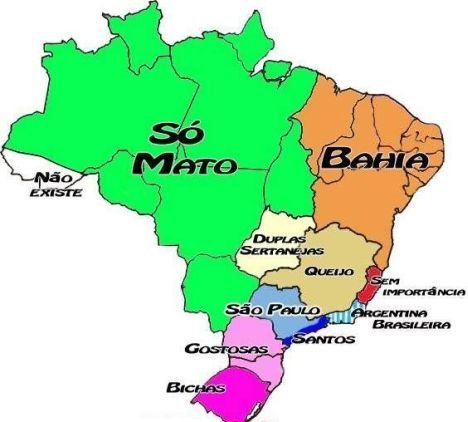 Só
Mato
Bahia
Não
existe
Duplas
Sertanejas
Queijo
Sem
importância
São Paulo
Argentina
Brasileira
Santos
Gostosas
Bichas